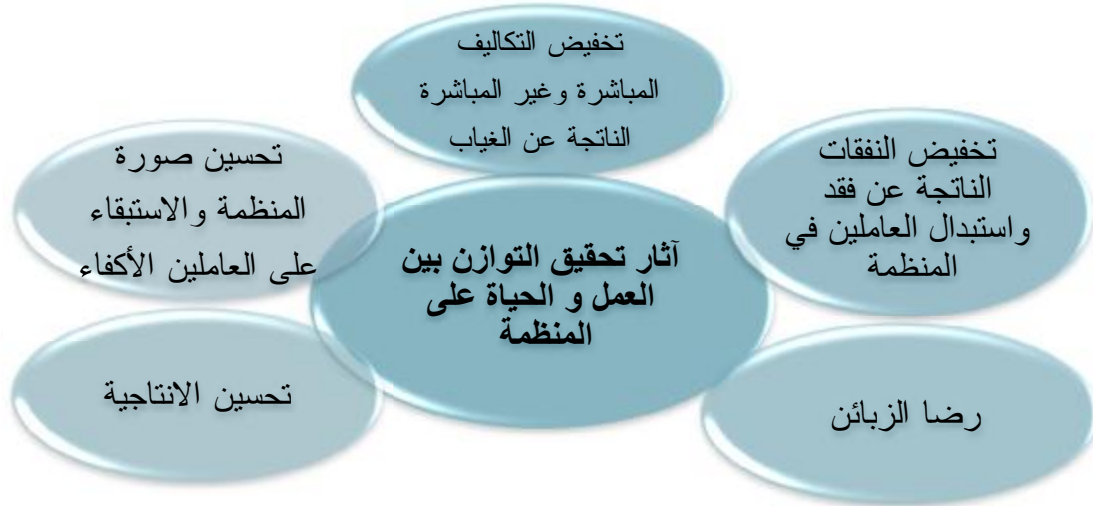 تخفيض التكاليف
المباشرة وغير المباشرة
الناتجة عن الغياب
تخفيض النفقات
الناتجة عن فقد
واستبدال العاملين في
المنظمة
تحسين صورة
المنظمة والاستبقاء
على العاملين الأكفاء
آثار تحقيق التوازن بين
العمل و الحياة على
المنظمة
رضا الزبائن
تحسين الانتاجية